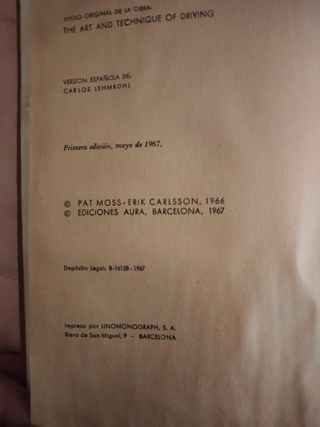 TITULO ORIGINAL DE LA OBRA:
THE ART AND TECHNIQUE OF DRIVING
VERSION ESPAÑOLA DE:
CARLOS LEHMKUHL
Primera edición, mayo de 1967,
© PAT MOSS-ERIK CARLSSON, 1966
© EDICIONES AURA, BARCELONA, 1967
Depósito Legal: B-16158-1967
Impreso por LINOMONOGRAPH, S. A.
Riera de San Miguel, 9 - BARCELONA